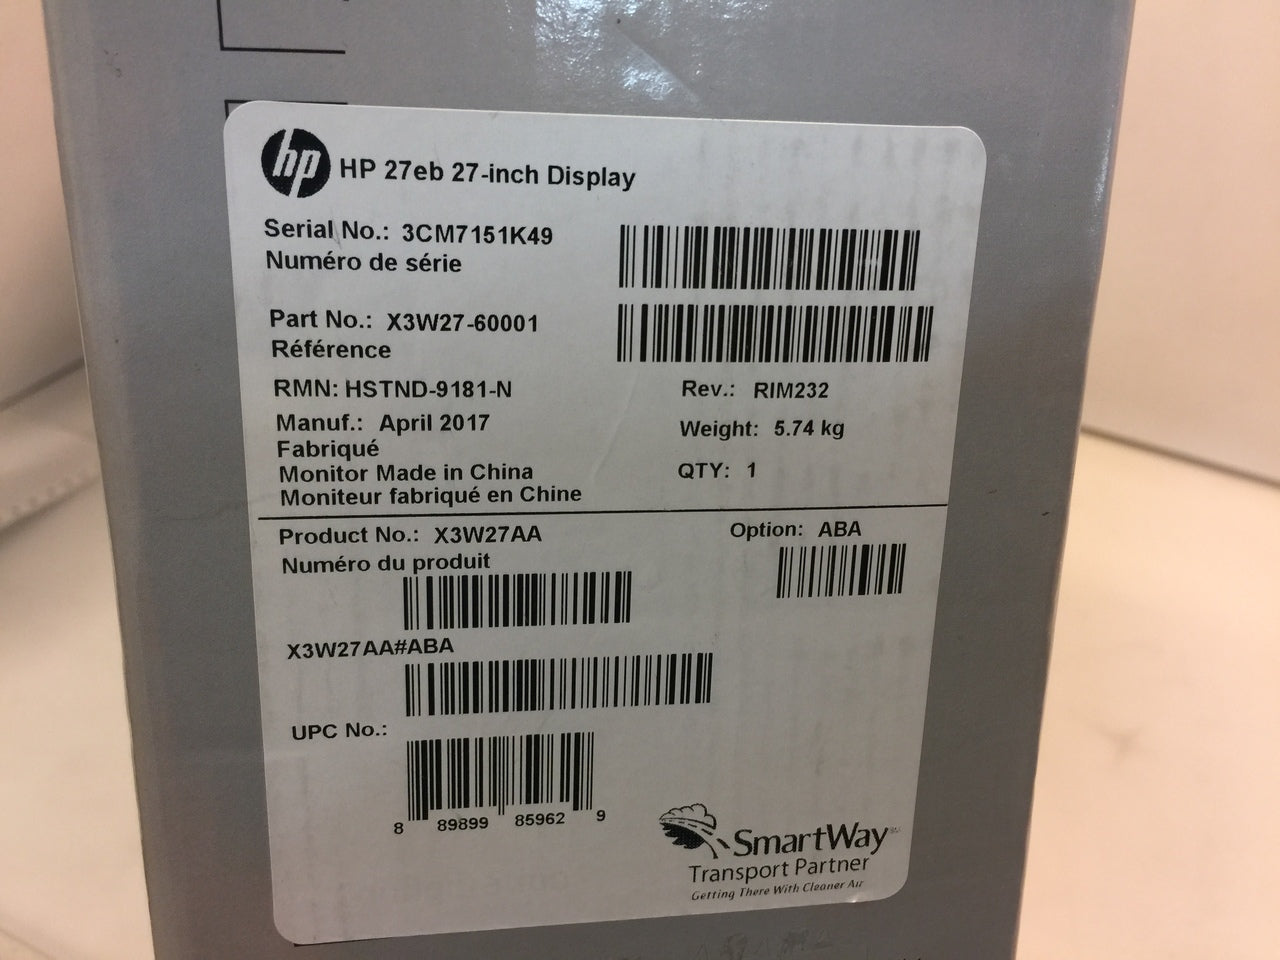 hp HP 27eb 27-inch Display
Serial No.: 3CM7151K49
Numéro de série
Part No.: X3W27-60001
Référence
RMN: HSTND-9181-N Rev.: RIM232
Manuf.: April 2017 Weight: 5.74 kg
Fabriqué
Monitor Made in China QTY: 1
Moniteur fabriqué en Chine
Product No.: X3W27AA Option: ABA
Numéro du produit
X3W27AA#ABA
UPC No.:
8 89899 85962 9
SmartWay
Transport Partner
Getting There With Cleaner Air